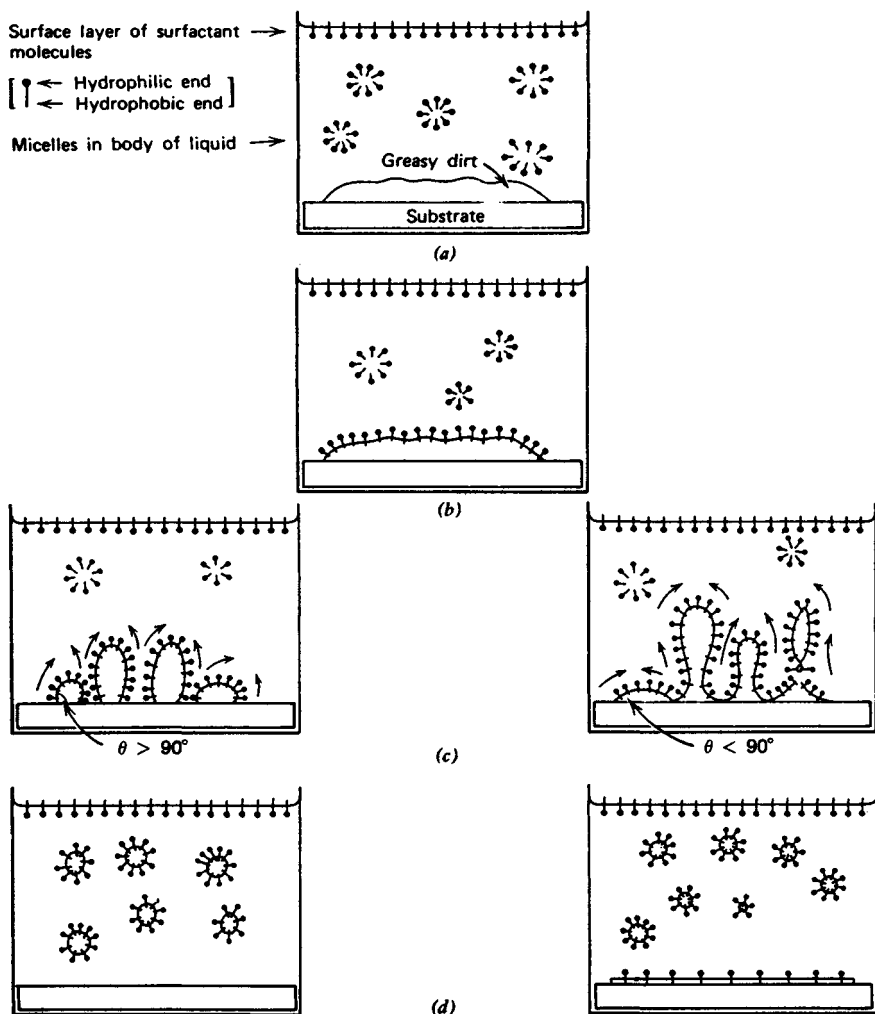 Surface layer of surfactant
molecules
Hydrophilic end
Hydrophobic end
Micelles in body of liquid
Greasy dirt
Substrate
(a)
(b)
θ > 90°
(c)
θ < 90°
(d)